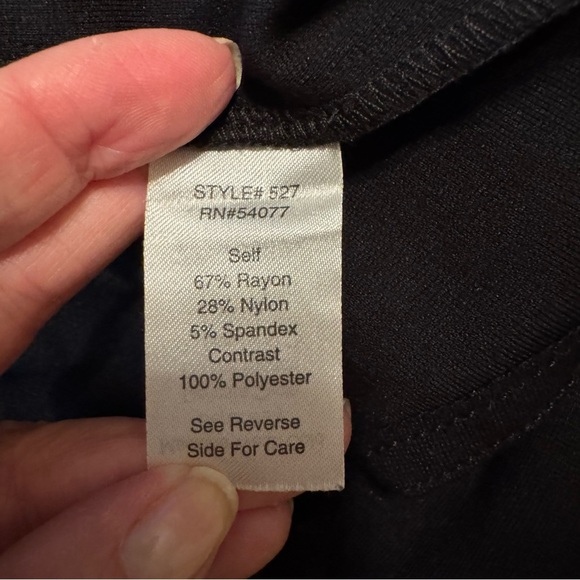 STYLE# 527
RN#54077
Self
67% Rayon
28% Nylon
5% Spandex
Contrast
100% Polyester
See Reverse
Side For Care